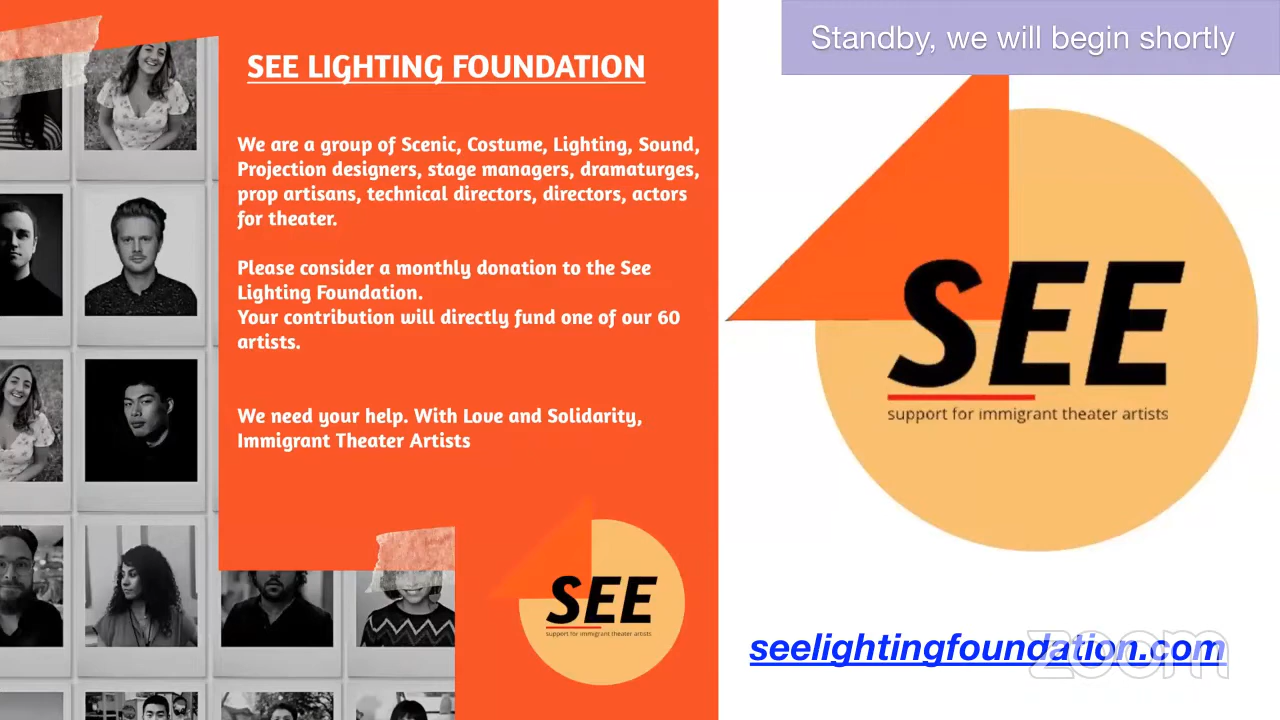 SEE LIGHTING FOUNDATION
We are a group of Scenic, Costume, Lighting, Sound,
Projection designers, stage managers, dramaturges,
prop artisans, technical directors, directors, actors
for theater.
Please consider a monthly donation to the See
Lighting Foundation.
Your contribution will directly fund one of our 60
artists.
We need your help. With Love and Solidarity,
Immigrant Theater Artists
SEE
support for immigrant theater artists
Standby, we will begin shortly
SEE
support for immigrant theater artists
seelightingfoundation.com
zoom